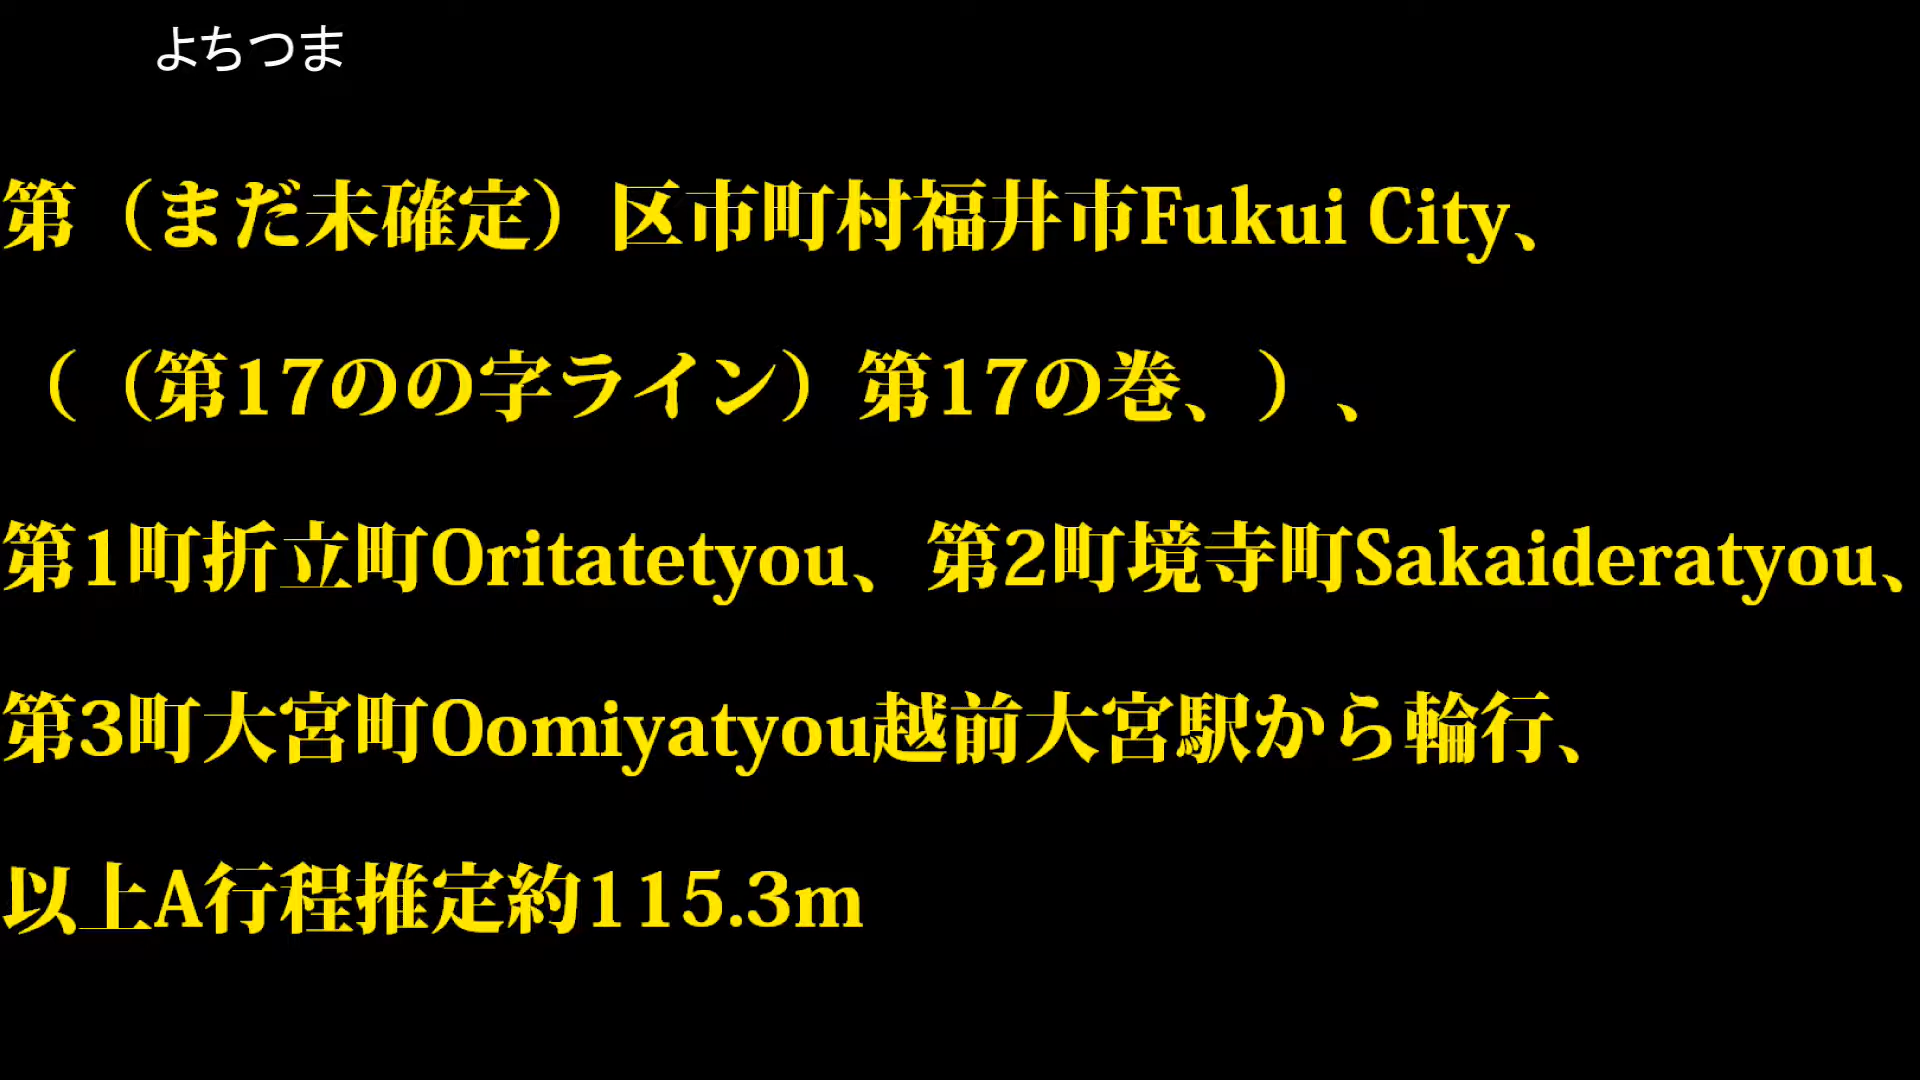 よちつま
第（まだ未確定）区市町村福井市Fukui City、
（（第17のの字ライン）第17の巻、）、
第1町折立町Oritatetyou、第2町境寺町Sakaideratyou、
第3町大宮町Oomiyatyou越前大宮駅から輪行、
以上A行程推定約115.3m